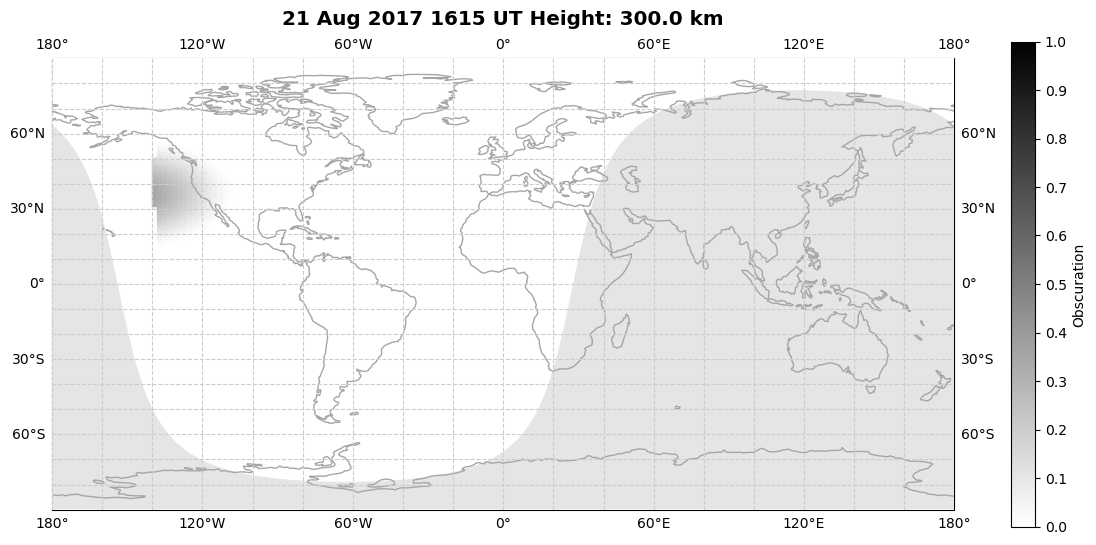 21 Aug 2017 1615 UT Height: 300.0 km
180° 120°W 60°W 0° 60°E 120°E 180°
60°N 60°N
30°N 30°N
0° 0°
30°S 30°S
60°S 60°S
180° 120°W 60°W 0° 60°E 120°E 180°
1.0
0.9
0.8
0.7
0.6
0.5
0.4
0.3
0.2
0.1
0.0
Obscuration